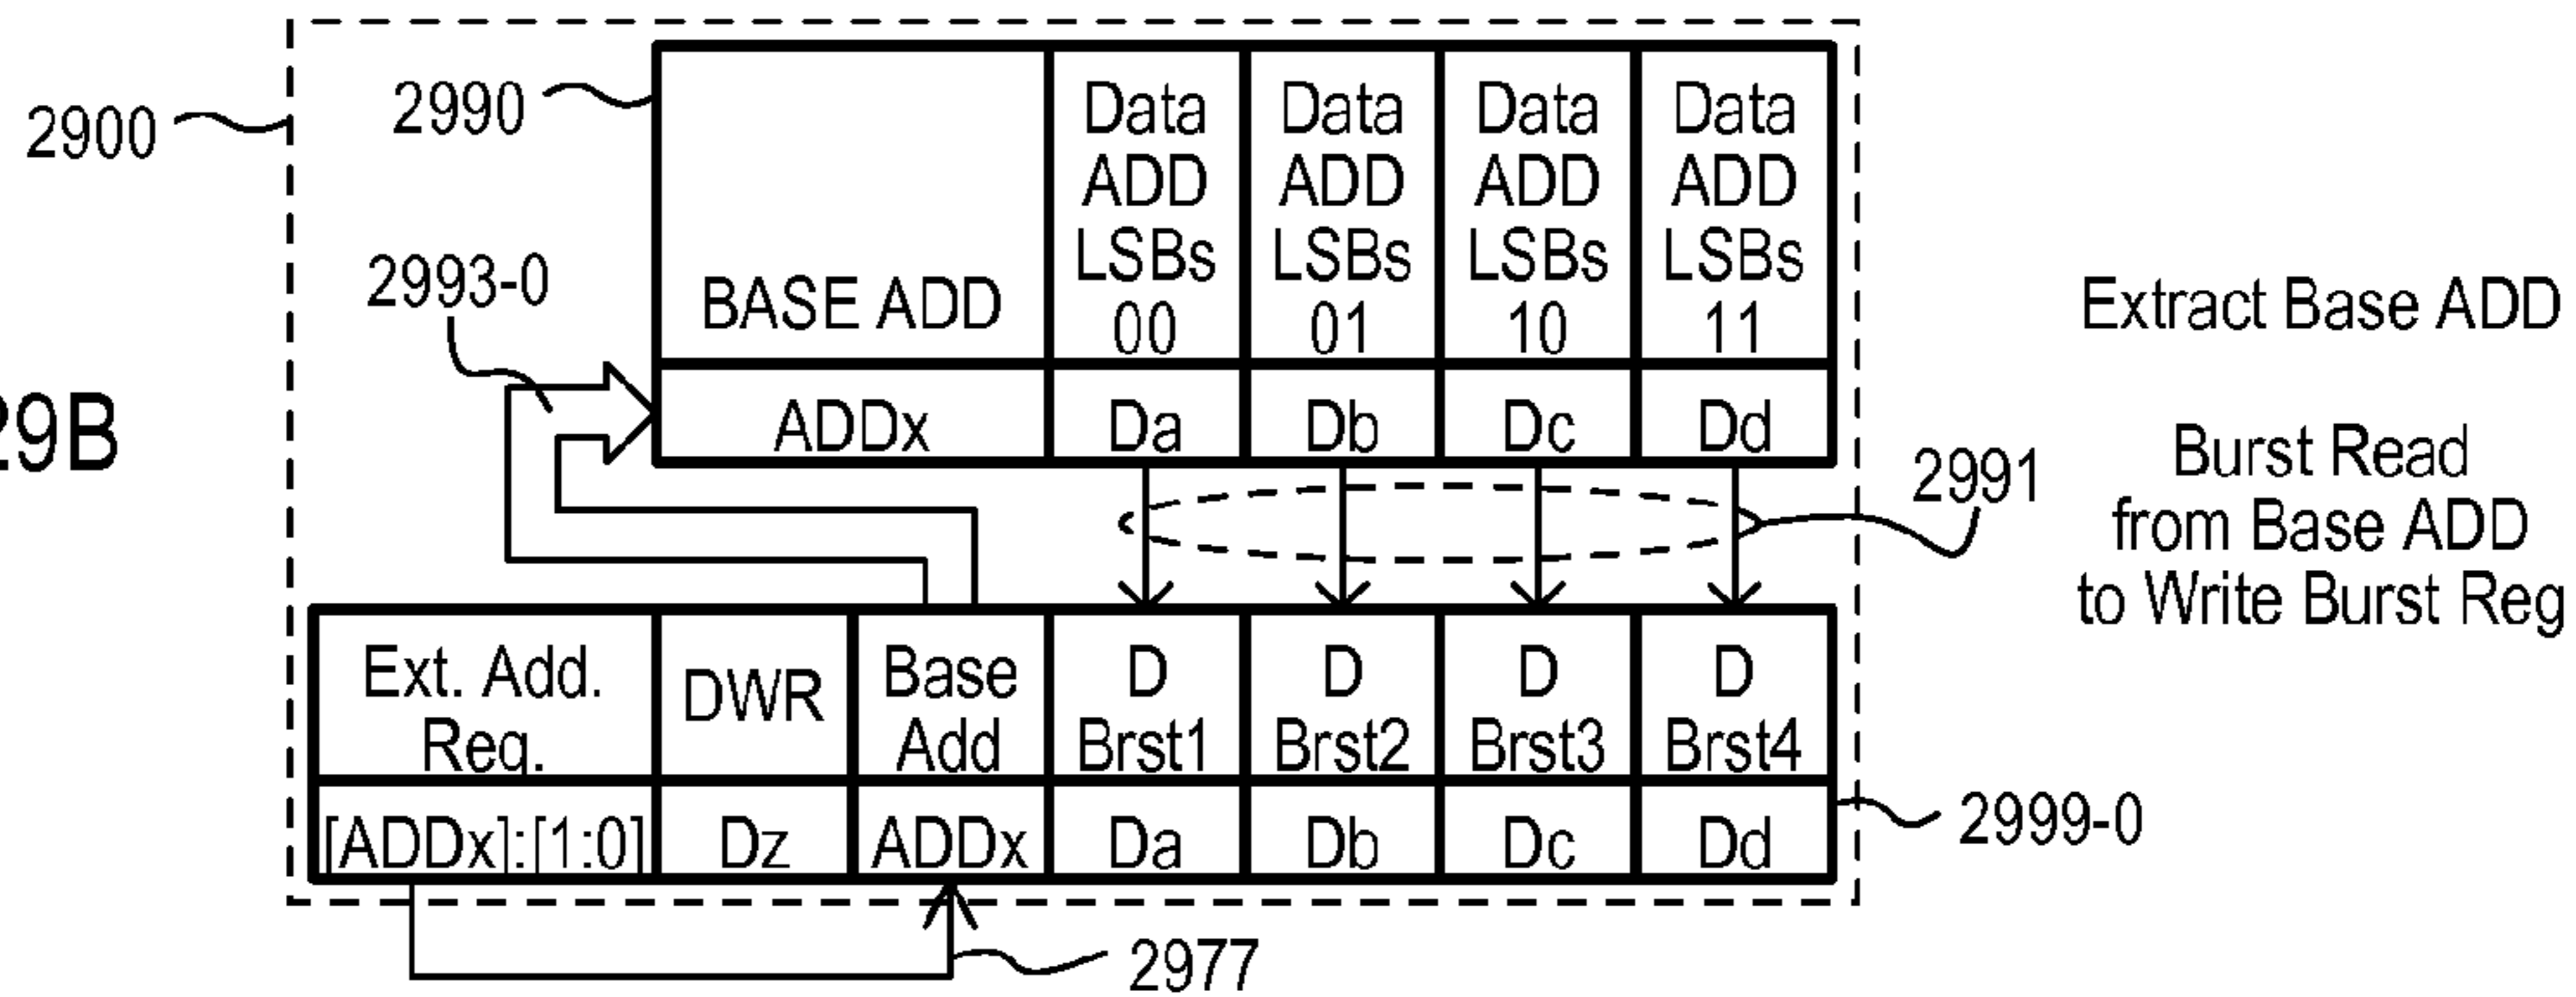 2900
2990
2993-0
29B
BASE ADD
Data
ADD
LSBs
00
Data
ADD
LSBs
01
Data
ADD
LSBs
10
Data
ADD
LSBs
11
ADDx
Da
Db
Dc
Dd
Extract Base ADD
Burst Read
from Base ADD
to Write Burst Reg
2991
Ext. Add.
Req.
DWR
Base
Add
D
Brst1
D
Brst2
D
Brst3
D
Brst4
[ADDx]:[1:0]
Dz
ADDx
Da
Db
Dc
Dd
2999-0
2977